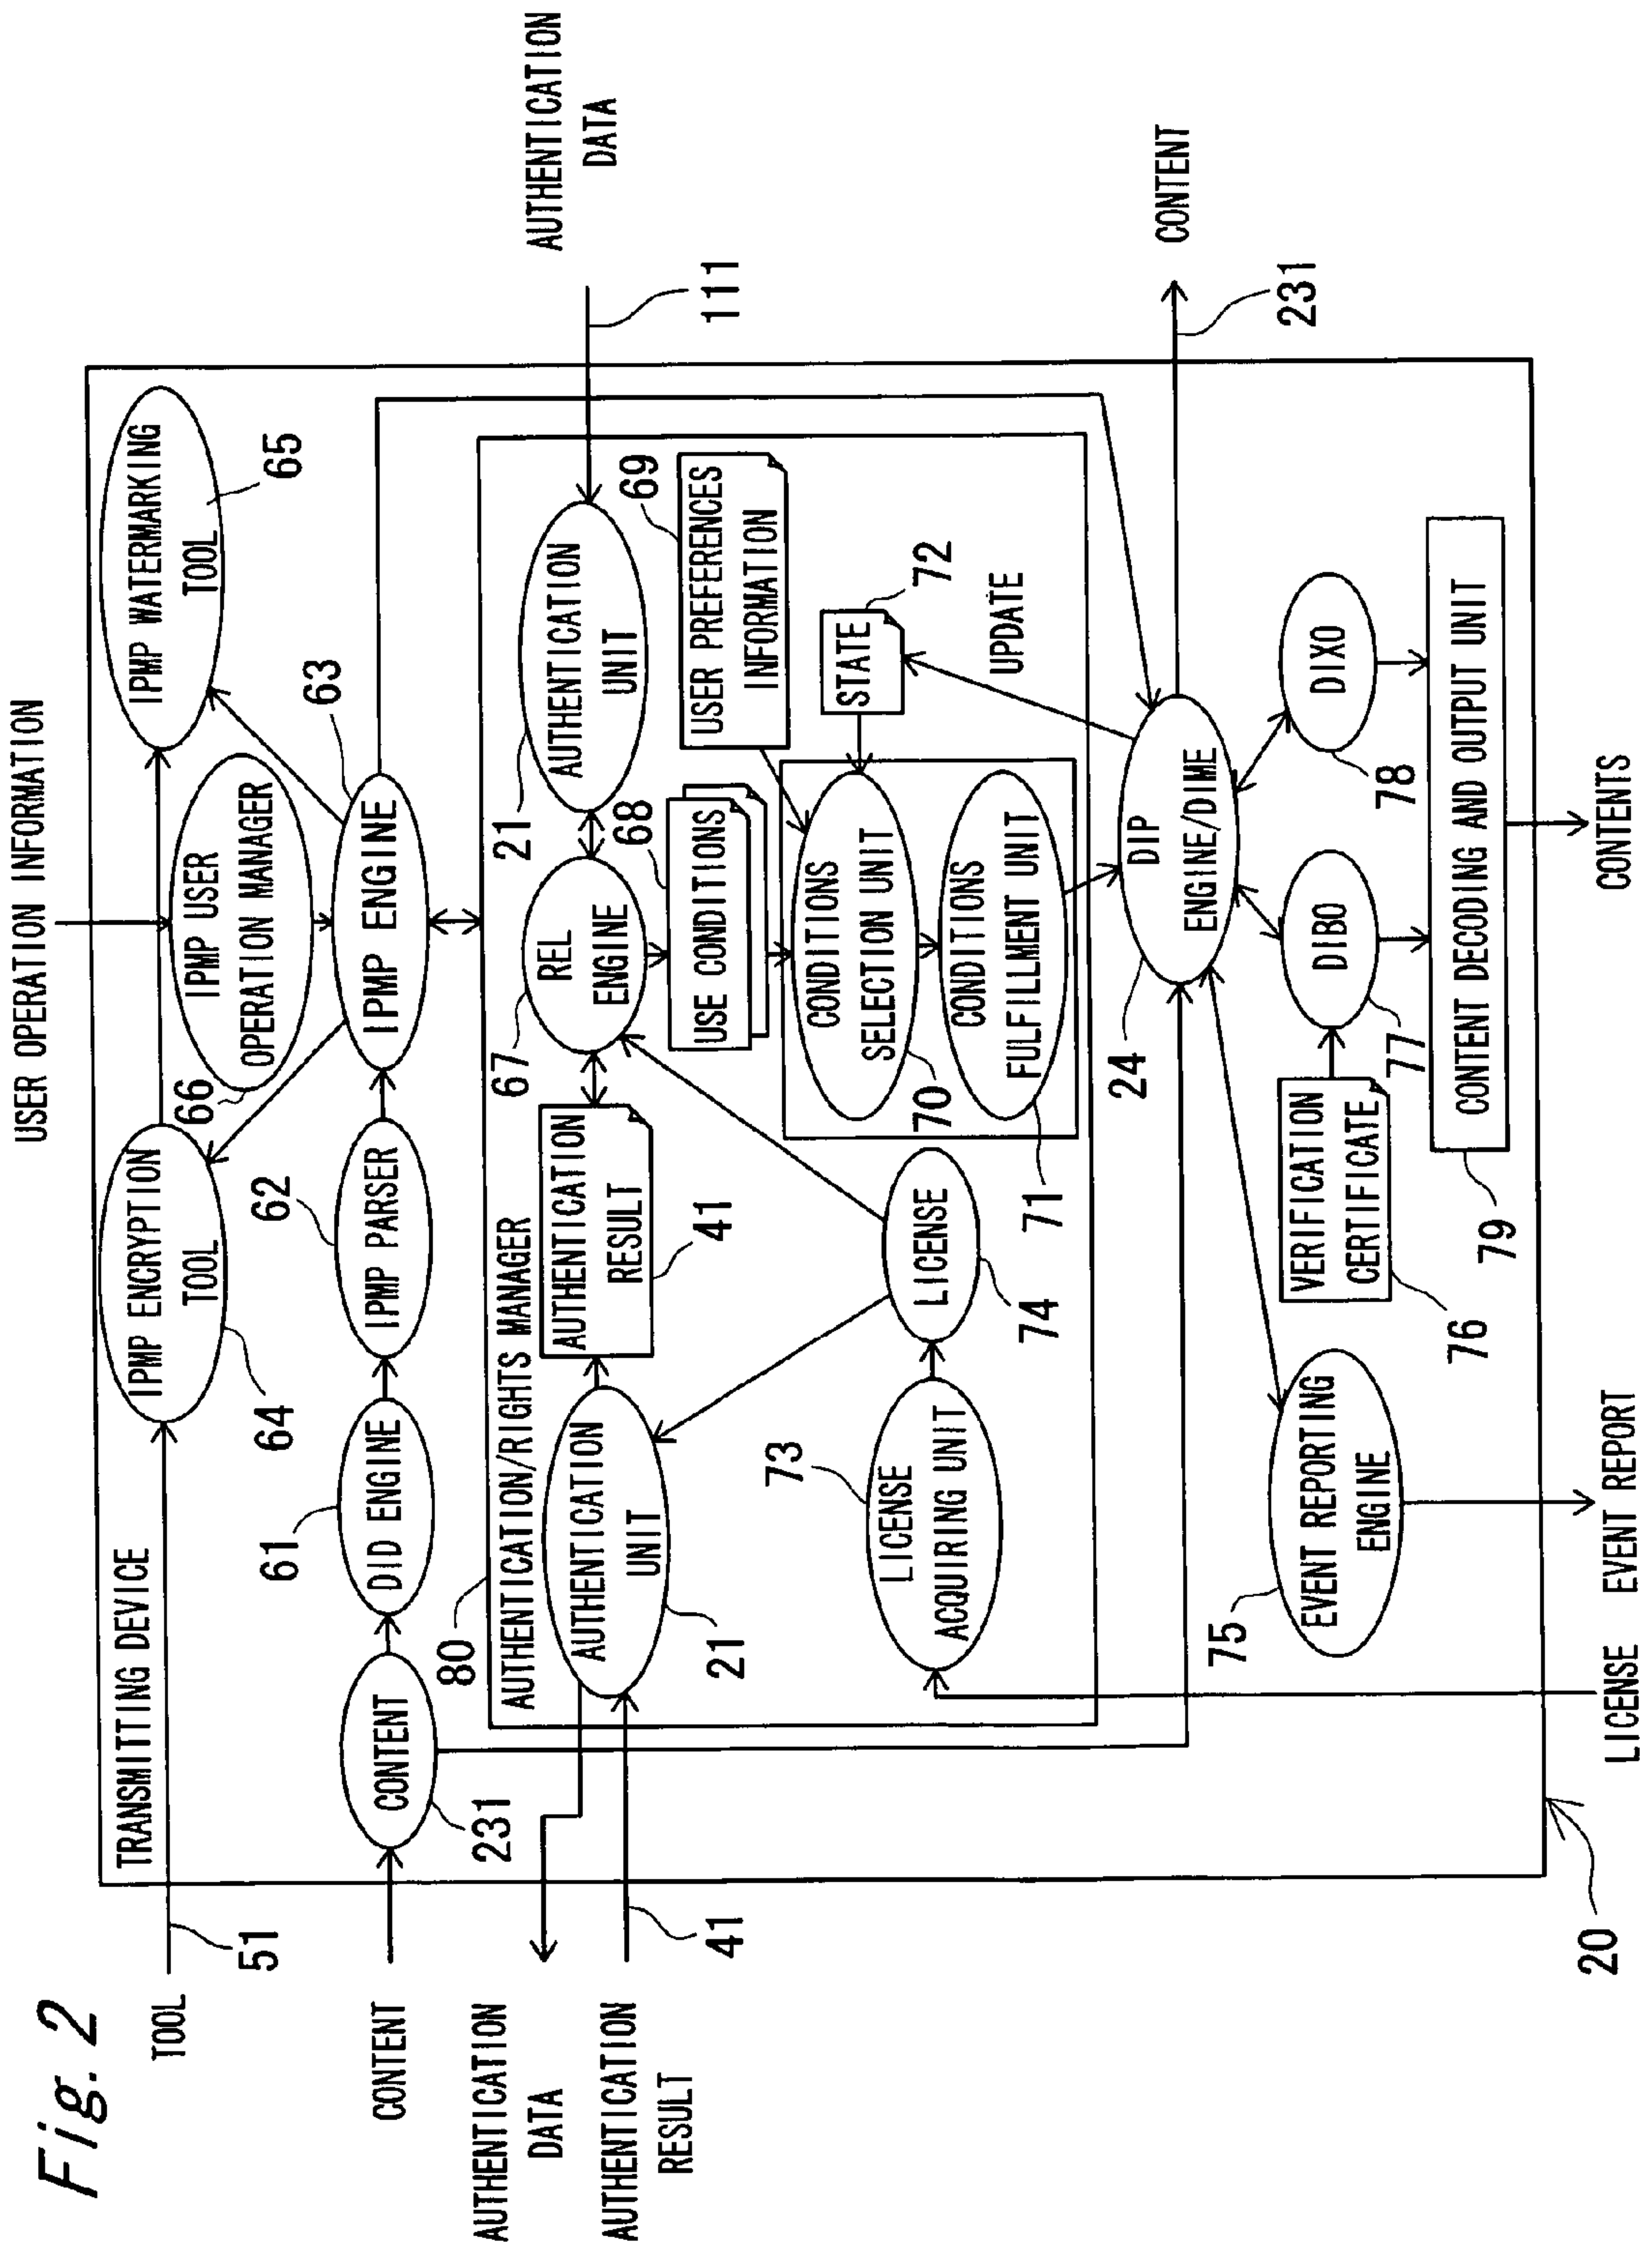 Fig. 2
USER OPERATION INFORMATION
TRANSMITTING DEVICE
TOOL
51
IPMP ENCRYPTION
TOOL
64
IPMP USER
OPERATION MANAGER
66
IPMP WATERMARKING
TOOL
65
CONTENT
CONTENT
231
DID ENGINE
61
IPMP PARSER
62
IPMP ENGINE
63
80
AUTHENTICATION/RIGHTS MANAGER
AUTHENTICATION
DATA
AUTHENTICATION
RESULT
41
AUTHENTICATION
UNIT
21
AUTHENTICATION
RESULT
41
67
REL
ENGINE
21
AUTHENTICATION
UNIT
AUTHENTICATION
DATA
111
68
USE CONDITIONS
69
USER PREFERENCES
INFORMATION
73
LICENSE
ACQUIRING UNIT
LICENSE
74
CONDITIONS
SELECTION UNIT
70
STATE
72
CONDITIONS
FULFILLMENT UNIT
71
UPDATE
24
DIP
ENGINE/DIME
CONTENT
231
75
EVENT REPORTING
ENGINE
VERIFICATION
CERTIFICATE
76
DIBO
77
DIXO
78
CONTENT DECODING AND OUTPUT UNIT
79
20
LICENSE
EVENT REPORT
CONTENTS